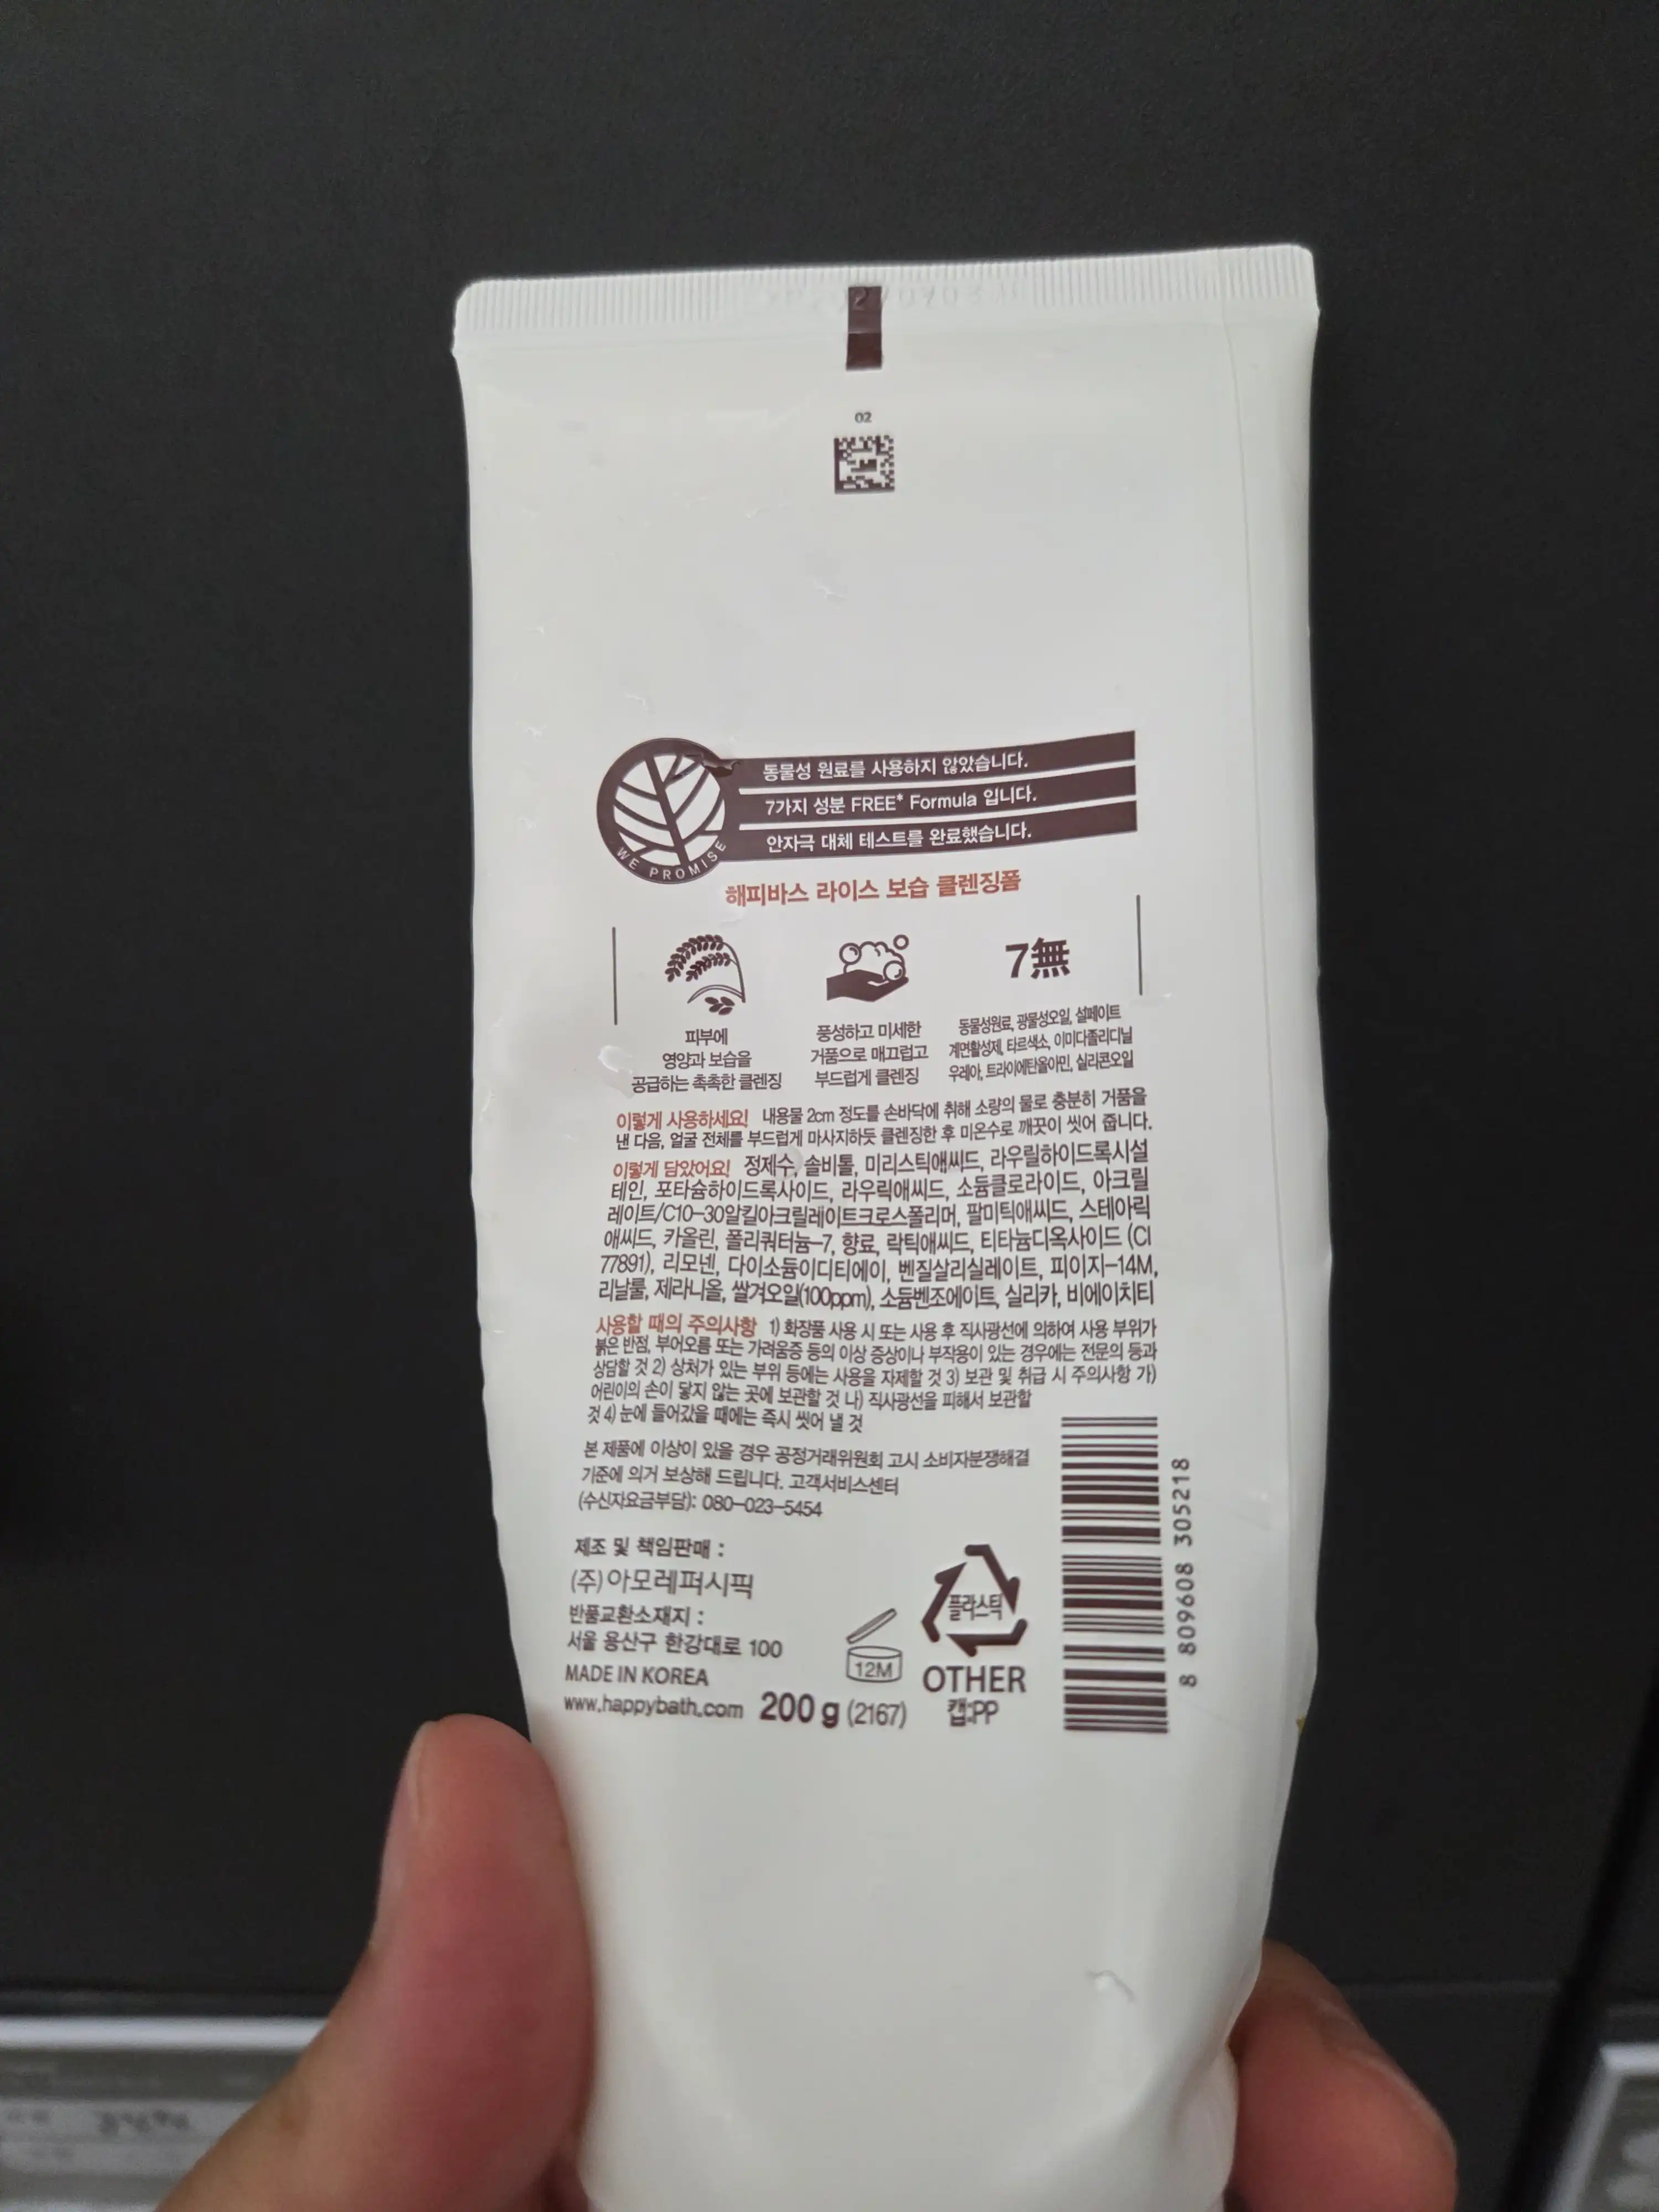 02
동물성 원료를 사용하지 않았습니다.
7가지 성분 FREE* Formula 입니다.
안자극 대체 테스트를 완료했습니다.
WE PROMISE
해피바스 라이스 보습 클렌징폼
7無
피부에
영양과 보습을
공급하는 촉촉한 클렌징
풍성하고 미세한
거품으로 매끄럽고
부드럽게 클렌징
동물성원료, 광물성오일, 설페이트
계면활성제, 타르색소, 이미다졸리디닐
우레아, 트라이에탄올아민, 실리콘오일
이렇게 사용하세요! 내용물 2cm 정도를 손바닥에 취해 소량의 물로 충분히 거품을
낸 다음, 얼굴 전체를 부드럽게 마사지하듯 클렌징한 후 미온수로 깨끗이 씻어 줍니다.
이렇게 담았어요! 정제수, 솔비톨, 미리스틱애씨드, 라우릴하이드록시설
테인, 포타슘하이드록사이드, 라우릭애씨드, 소듐클로라이드, 아크릴
레이트/C10-30알킬아크릴레이트크로스폴리머, 팔미틱애씨드, 스테아릭
애씨드, 카올린, 폴리쿼터늄-7, 향료, 락틱애씨드, 티타늄디옥사이드 (CI
77891), 리모넨, 다이소듐이디티에이, 벤질살리실레이트, 피이지-14M,
리날룰, 제라니올, 쌀겨오일(100ppm), 소듐벤조에이트, 실리카, 비에이치티
사용할 때의 주의사항 1) 화장품 사용 시 또는 사용 후 직사광선에 의하여 사용 부위가
붉은 반점, 부어오름 또는 가려움증 등의 이상 증상이나 부작용이 있는 경우에는 전문의 등과
상담할 것 2) 상처가 있는 부위 등에는 사용을 자제할 것 3) 보관 및 취급 시 주의사항 가)
어린이의 손이 닿지 않는 곳에 보관할 것 나) 직사광선을 피해서 보관할
것 4) 눈에 들어갔을 때에는 즉시 씻어 낼 것
본 제품에 이상이 있을 경우 공정거래위원회 고시 소비자분쟁해결
기준에 의거 보상해 드립니다. 고객서비스센터
(수신자요금부담): 080-023-5454
제조 및 책임판매 :
(주)아모레퍼시픽
반품교환소재지 :
서울 용산구 한강대로 100
MADE IN KOREA
www.happybath.com 200 g (2167)
12M
플라스틱
OTHER
캡:PP
8 809608 305218